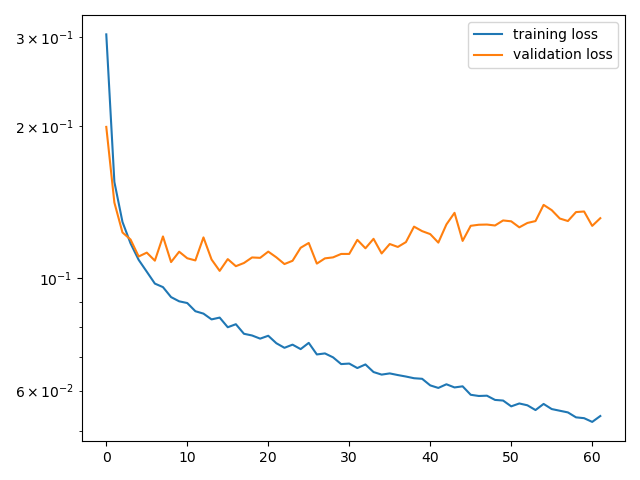 training loss
validation loss
3 × 10⁻¹
2 × 10⁻¹
10⁻¹
6 × 10⁻²
0 10 20 30 40 50 60